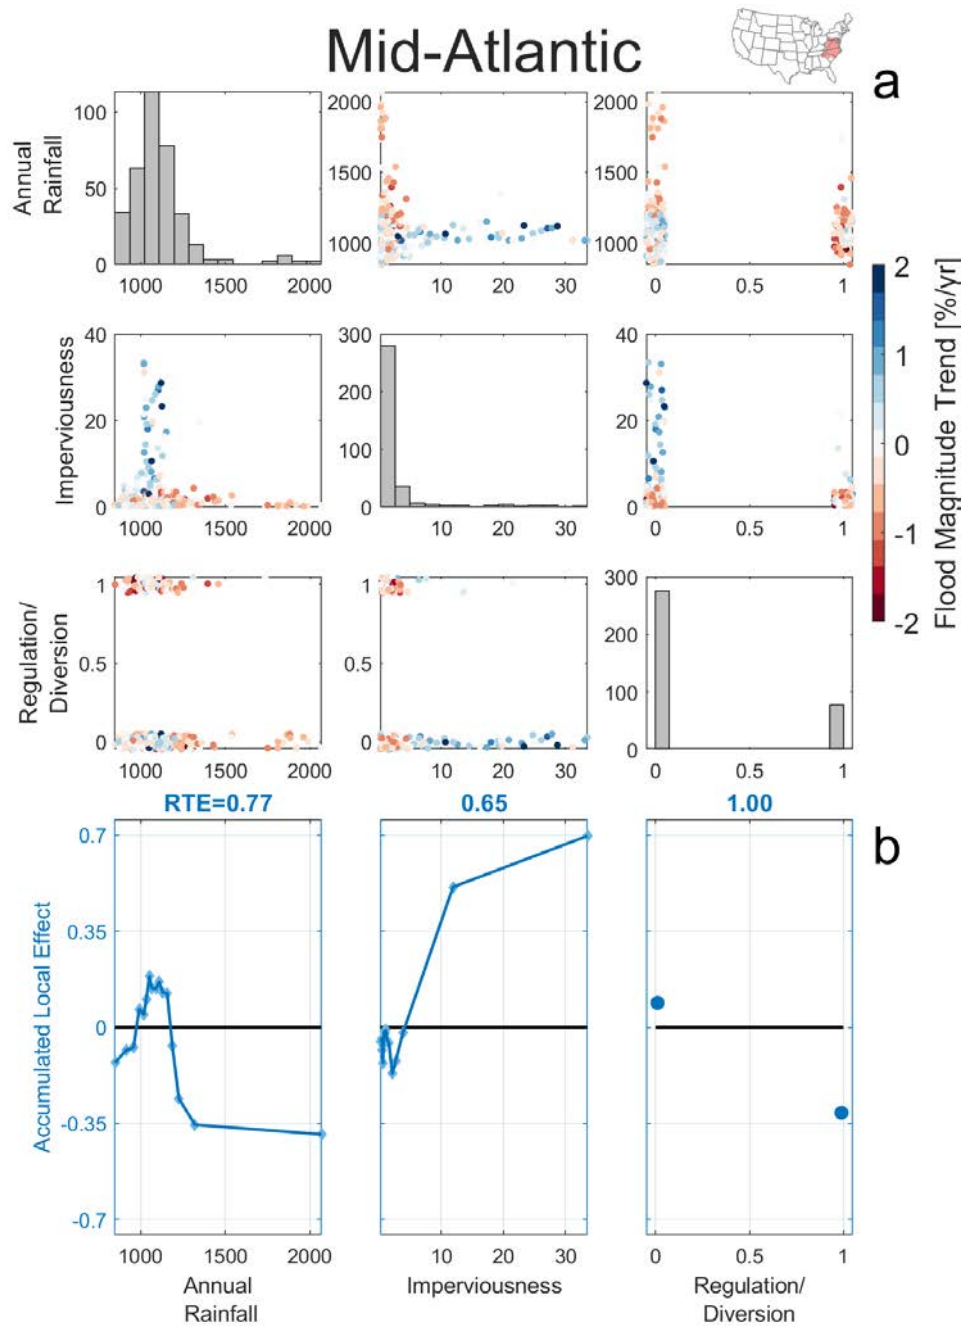 Mid-Atlantic
a
Annual
Rainfall
100
50
0
1000 1500 2000
2000
1500
1000
10 20 30
2000
1500
1000
0 0.5 1
Imperviousness
40
20
0
1000 1500 2000
300
200
100
0
10 20 30
40
20
0
0 0.5 1
2
1
0
-1
-2
Flood Magnitude Trend [%/yr]
Regulation/
Diversion
1
0.5
0
1000 1500 2000
1
0.5
0
10 20 30
300
200
100
0
0 0.5 1
RTE=0.77 0.65 1.00
b
Accumulated Local Effect
0.7
0.35
0
-0.35
-0.7
1000 1500 2000
0 10 20 30
0 0.5 1
Annual
Rainfall
Imperviousness
Regulation/
Diversion